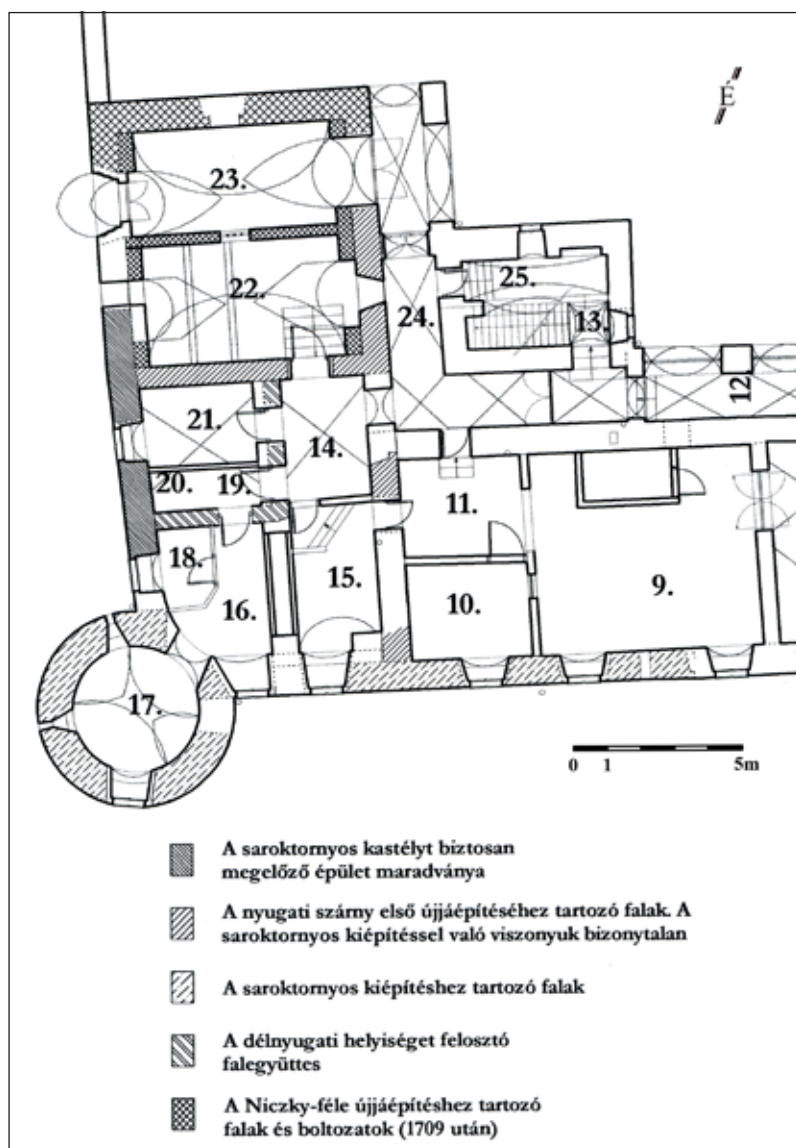 É
23.
22.
25.
24.
13.
12
21.
14.
20.
19.
11.
18.
15.
16.
10.
9.
17.
0 1 5m
A saroktornyos kastélyt biztosan
megelőző épület maradványa
A nyugati szárny első újjáépítéséhez tartozó falak. A
saroktornyos kiépítéssel való viszonyuk bizonytalan
A saroktornyos kiépítéshez tartozó falak
A délnyugati helyiséget felosztó
falegyüttes
A Niczky-féle újjáépítéshez tartozó
falak és boltozatok (1709 után)